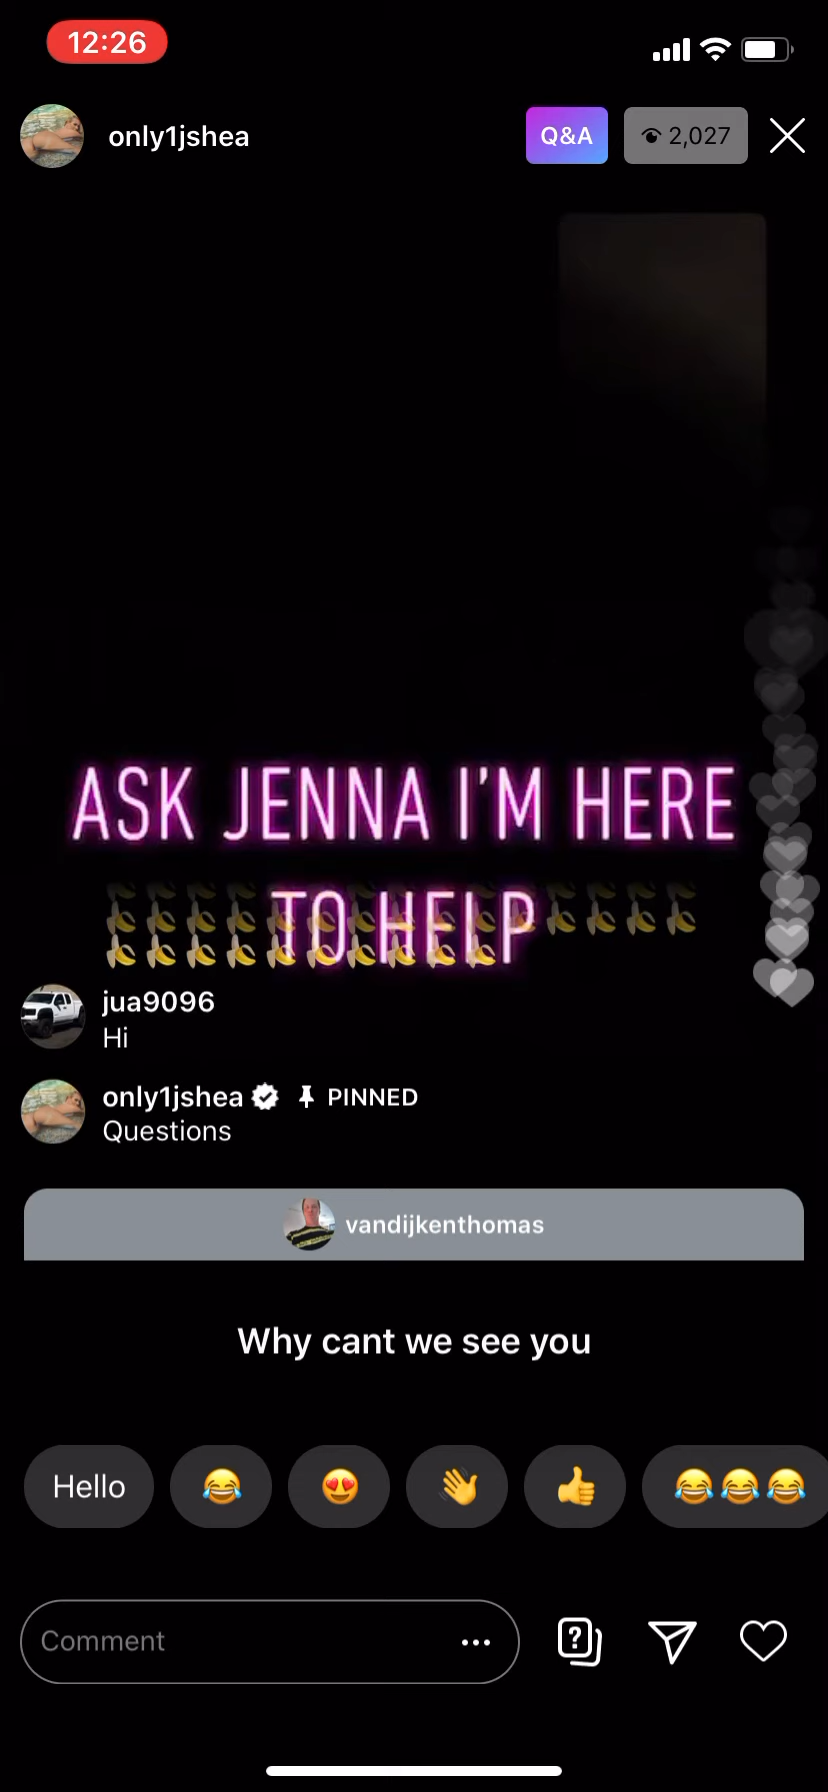 12:26
only1jshea
Q&A
2,027
ASK JENNA I'M HERE
TO HELP
jua9096
Hi
only1jshea PINNED
Questions
vandijkenthomas
Why cant we see you
Hello
Comment